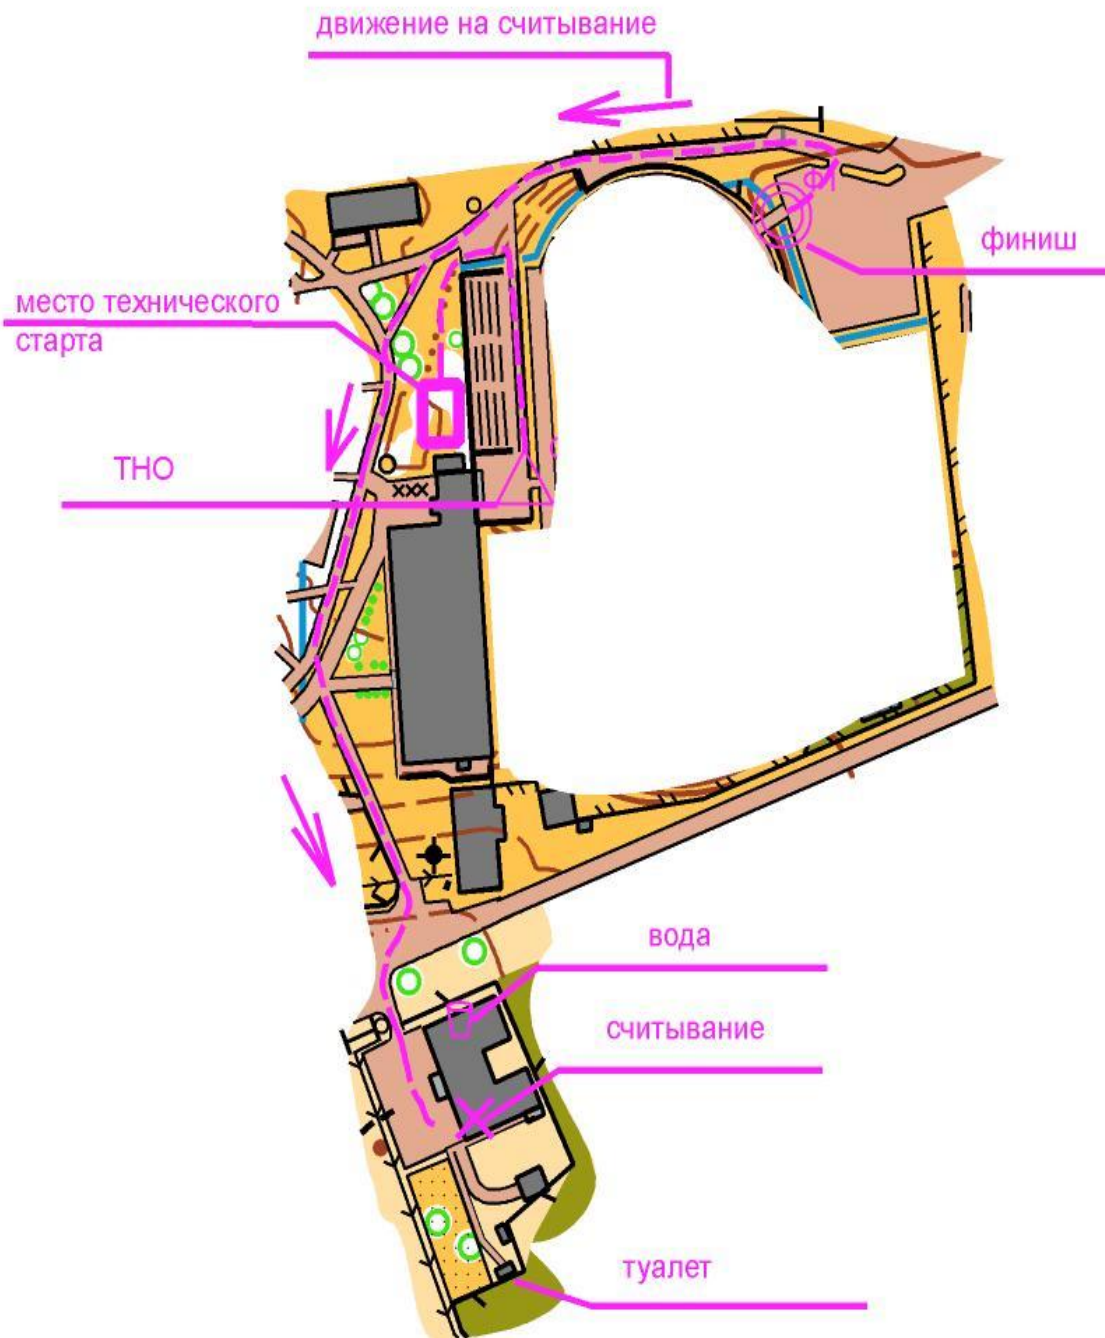 движение на считывание
финиш
место технического
старта
ТНО
вода
считывание
туалет